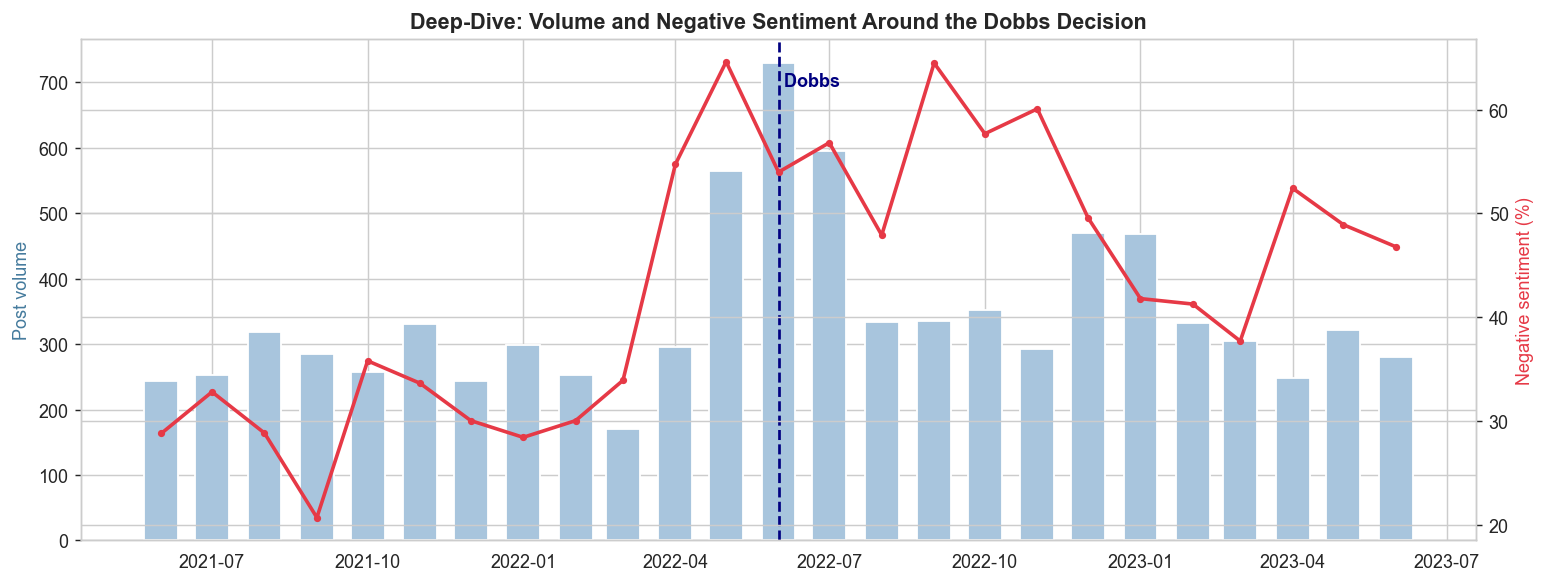 Deep-Dive: Volume and Negative Sentiment Around the Dobbs Decision
Post volume
700
600
500
400
300
200
100
0
Dobbs
60
50
40
30
20
Negative sentiment (%)
2021-07 2021-10 2022-01 2022-04 2022-07 2022-10 2023-01 2023-04 2023-07